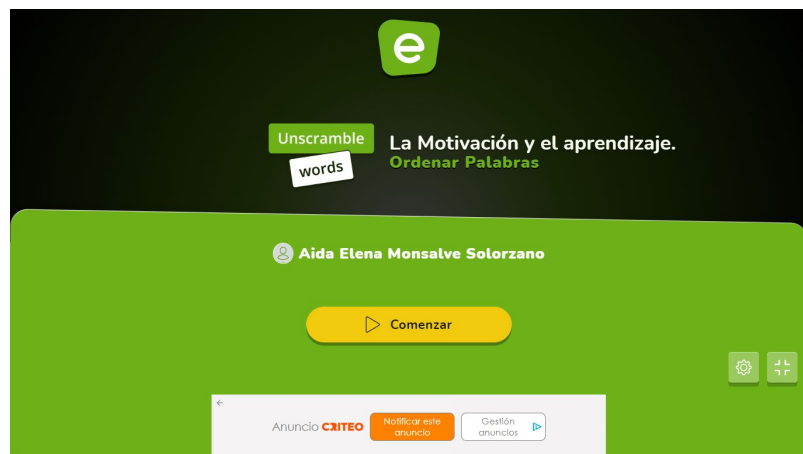 e
Unscramble
words
La Motivación y el aprendizaje.
Ordenar Palabras
Aida Elena Monsalve Solorzano
Comenzar
Anuncio CRITEO
Notificar este
anuncio
Gestión
anuncios